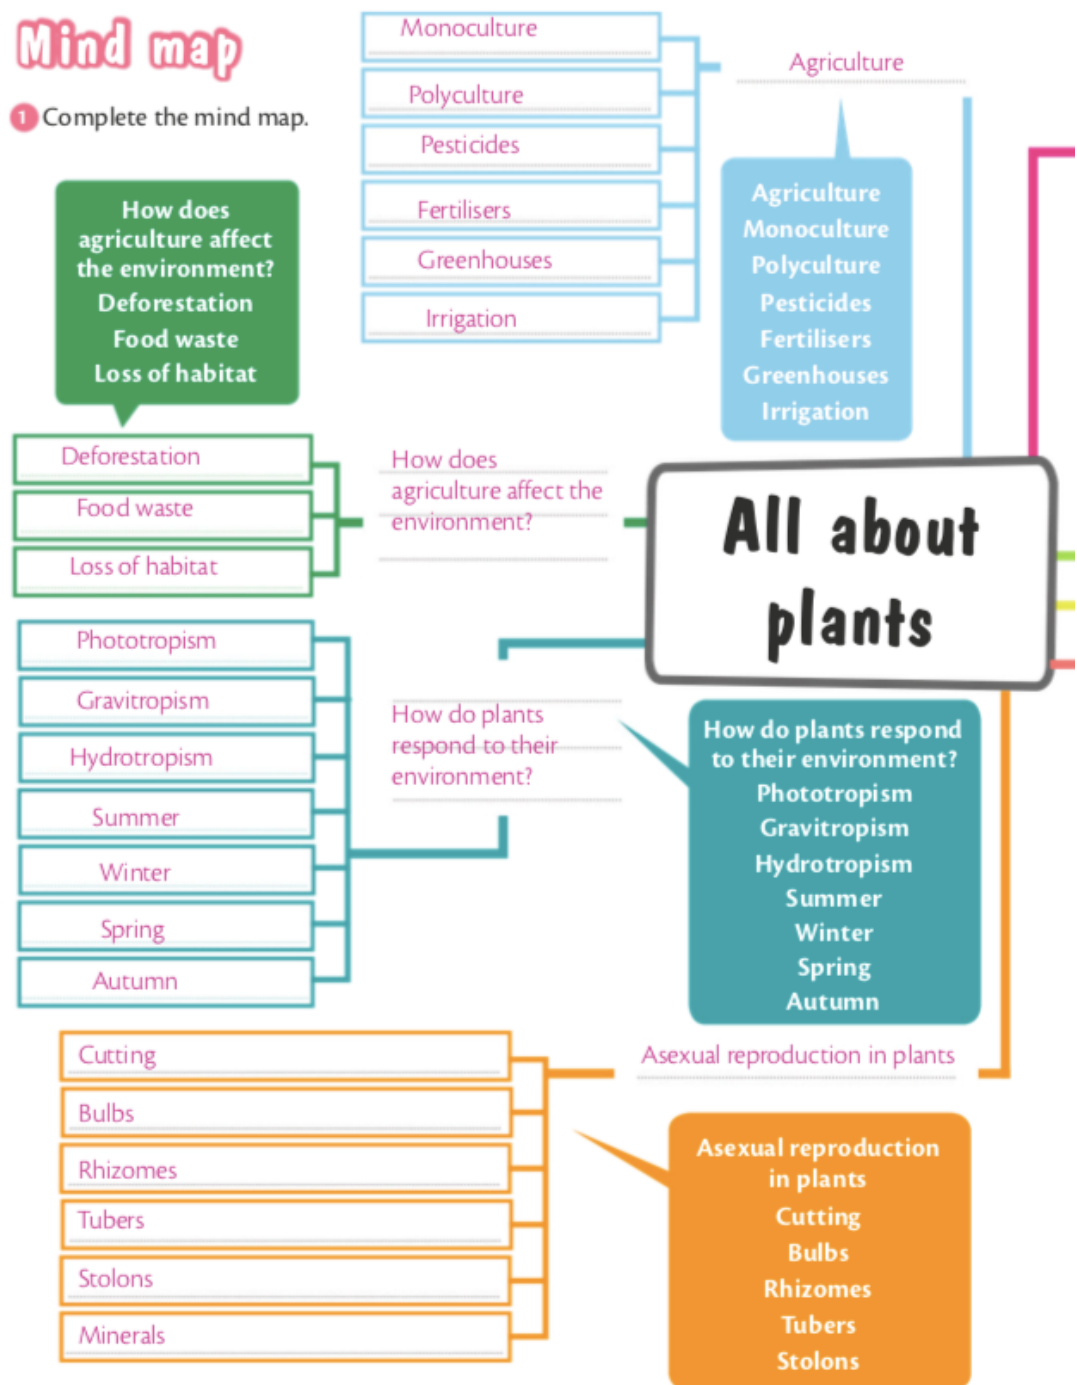 Mind map
1 Complete the mind map.
Monoculture
Polyculture
Pesticides
Fertilisers
Greenhouses
Irrigation
Agriculture
Agriculture
Monoculture
Polyculture
Pesticides
Fertilisers
Greenhouses
Irrigation
How does
agriculture affect
the environment?
Deforestation
Food waste
Loss of habitat
Deforestation
Food waste
Loss of habitat
How does
agriculture affect the
environment?
All about
plants
Phototropism
Gravitropism
Hydrotropism
Summer
Winter
Spring
Autumn
How do plants
respond to their
environment?
How do plants respond
to their environment?
Phototropism
Gravitropism
Hydrotropism
Summer
Winter
Spring
Autumn
Cutting
Bulbs
Rhizomes
Tubers
Stolons
Minerals
Asexual reproduction in plants
Asexual reproduction
in plants
Cutting
Bulbs
Rhizomes
Tubers
Stolons